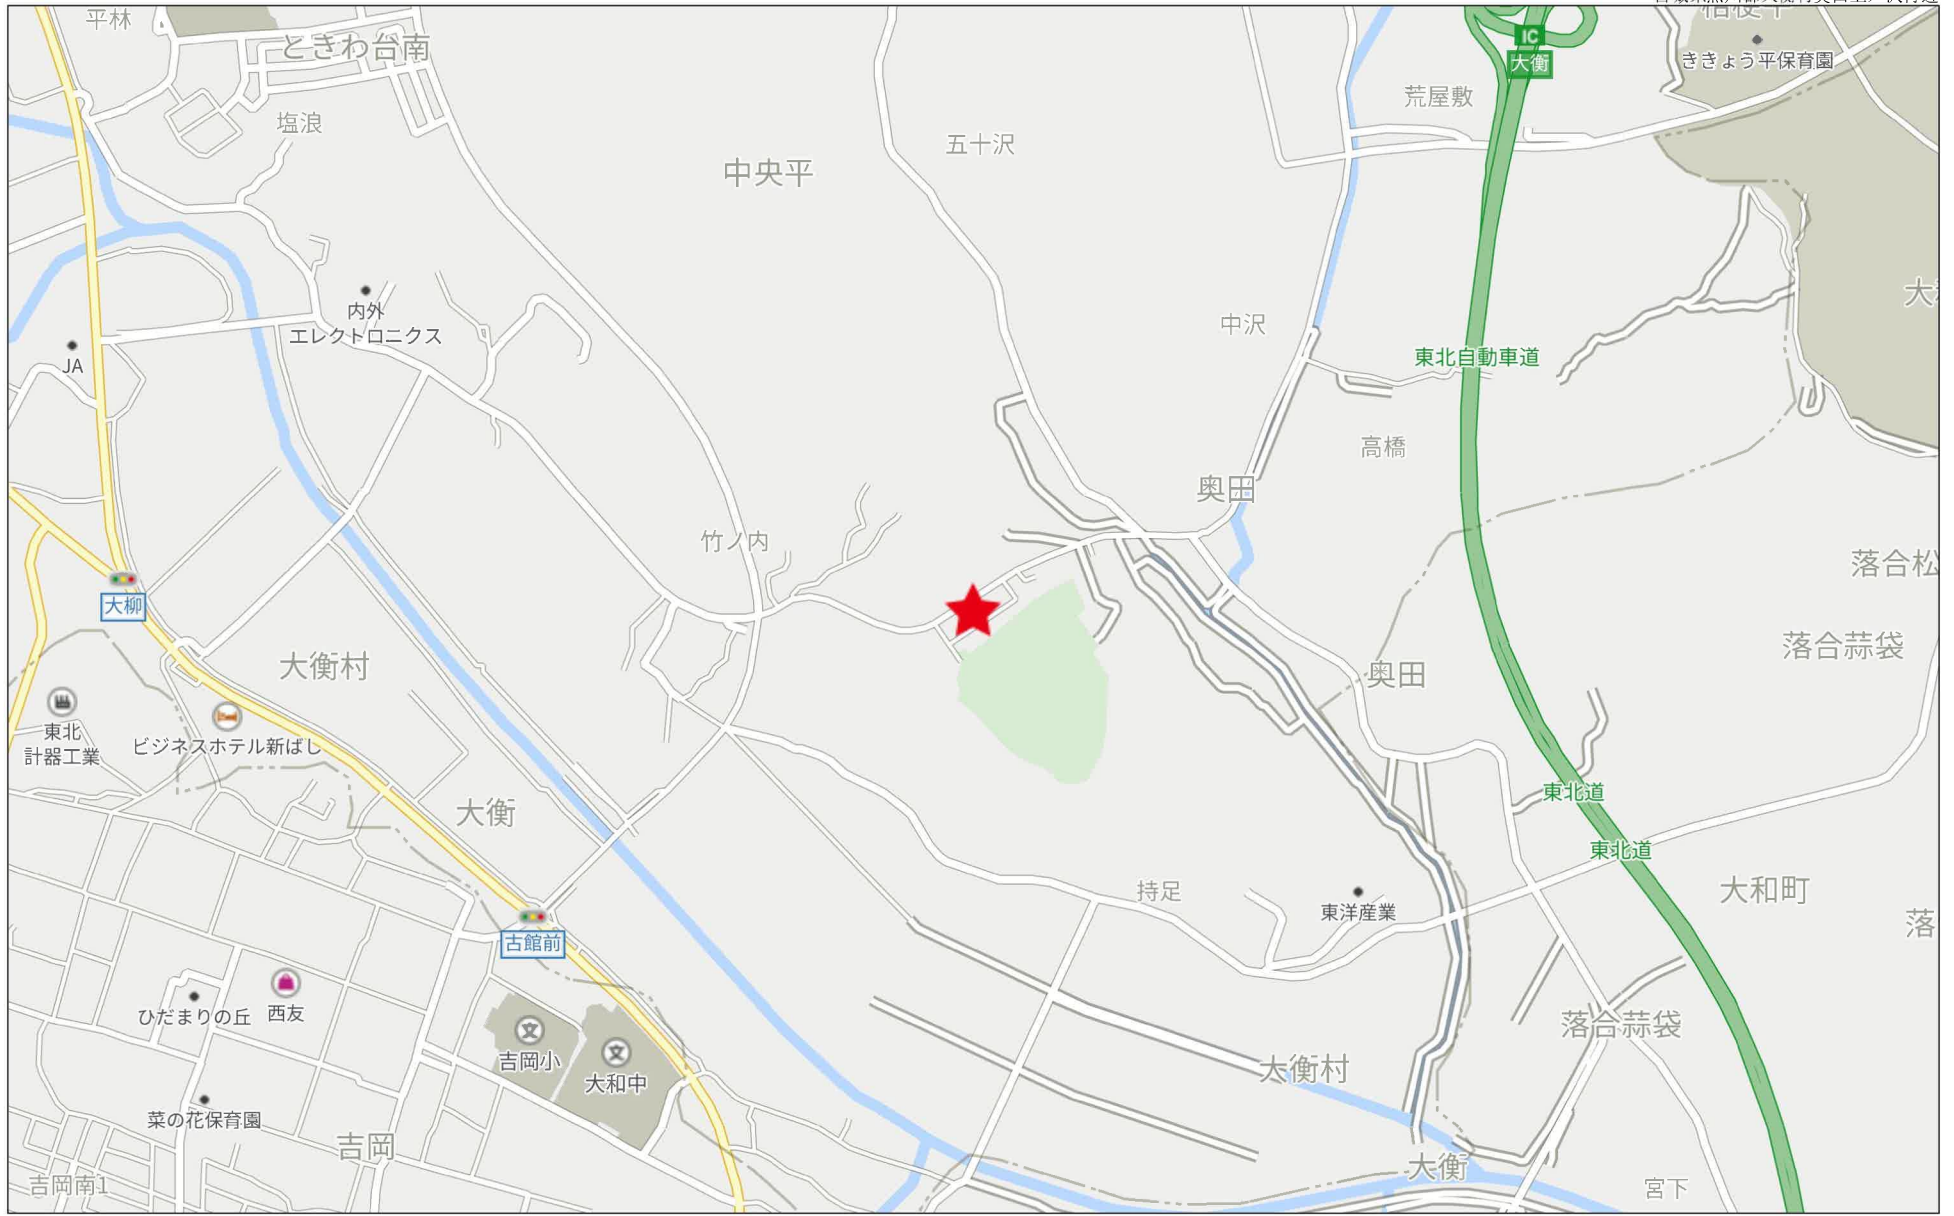 平林
ときわ台南
IC
大衡
ききょう平保育園
荒屋敷
塩浪
五十沢
中央平
内外
エレクトロニクス
中沢
東北自動車道
JA
高橋
奥田
竹ノ内
落合松
大柳
大衡村
落合蒜袋
奥田
東北
計器工業
ビジネスホテル新ばし
大衡
東北道
東北道
持足
東洋産業
大和町
落
古館前
ひだまりの丘
西友
吉岡小
大和中
落合蒜袋
大衡村
菜の花保育園
吉岡
大衡
吉岡南1
宮下